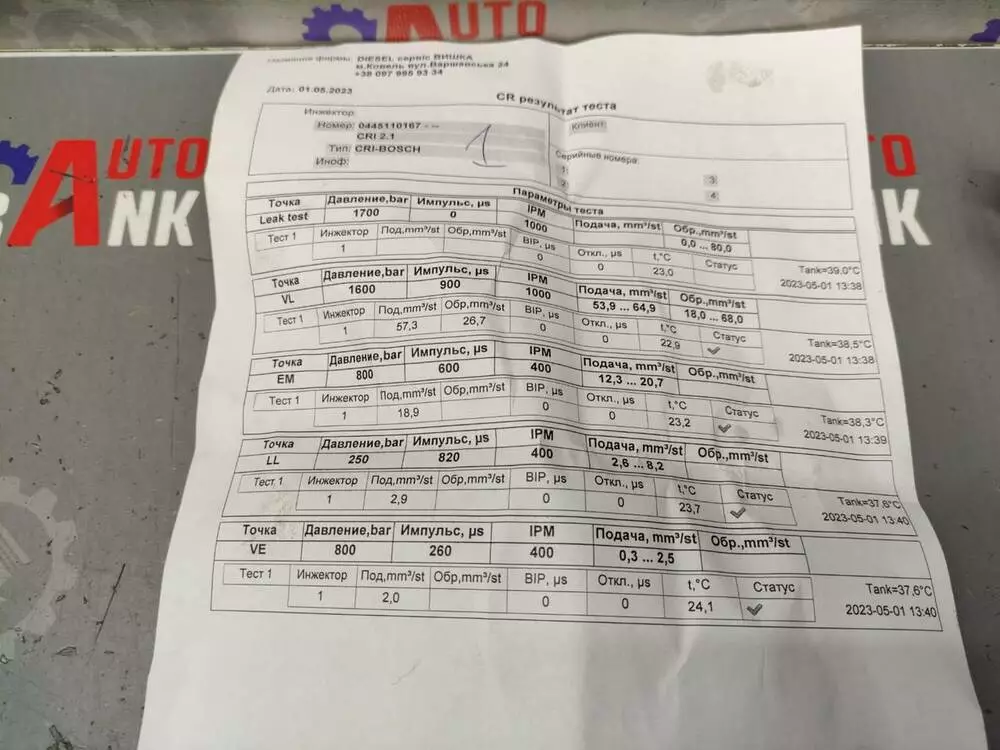 AUTO
AUTO
BANK
AUTO
ANK
DIESEL сервіс ВИШКА
м.Ковель вул.Варшавська 24
+38 097 995 93 34
Дата: 01.05.2023
CR результат теста
Инжектор
Номер: 0445110167 - --
CRI 2.1
Тип: CRI-BOSCH
Иноф:
1
Клиент:
Серийные номера:
1:
2
3
4
Параметры теста
Точка Давление,bar Импульс, µs IPM Подача, mm³/st Обр.,mm³/st
Leak test 1700 0 1000 0,0 ... 80,0
Тест 1 Инжектор Под,mm³/st Обр,mm³/st BIP, µs Откл., µs t,°C Статус Tank=39,0°C
1 0 0 23,0 2023-05-01 13:38
Точка Давление,bar Импульс, µs IPM Подача, mm³/st Обр.,mm³/st
VL 1600 900 1000 53,9 ... 64,9 18,0 ... 68,0
Тест 1 Инжектор Под,mm³/st Обр,mm³/st BIP, µs Откл., µs t,°C Статус Tank=38,5°C
1 57,3 26,7 0 0 22,9 ✓ 2023-05-01 13:38
Точка Давление,bar Импульс, µs IPM Подача, mm³/st Обр.,mm³/st
EM 800 600 400 12,3 ... 20,7
Тест 1 Инжектор Под,mm³/st Обр,mm³/st BIP, µs Откл., µs t,°C Статус Tank=38,3°C
1 18,9 0 0 23,2 ✓ 2023-05-01 13:39
Точка Давление,bar Импульс, µs IPM Подача, mm³/st Обр.,mm³/st
LL 250 820 400 2,6 ... 8,2
Тест 1 Инжектор Под,mm³/st Обр,mm³/st BIP, µs Откл., µs t,°C Статус Tank=37,8°C
1 2,9 0 0 23,7 ✓ 2023-05-01 13:40
Точка Давление,bar Импульс, µs IPM Подача, mm³/st Обр.,mm³/st
VE 800 260 400 0,3 ... 2,5
Тест 1 Инжектор Под,mm³/st Обр,mm³/st BIP, µs Откл., µs t,°C Статус Tank=37,6°C
1 2,0 0 0 24,1 ✓ 2023-05-01 13:40